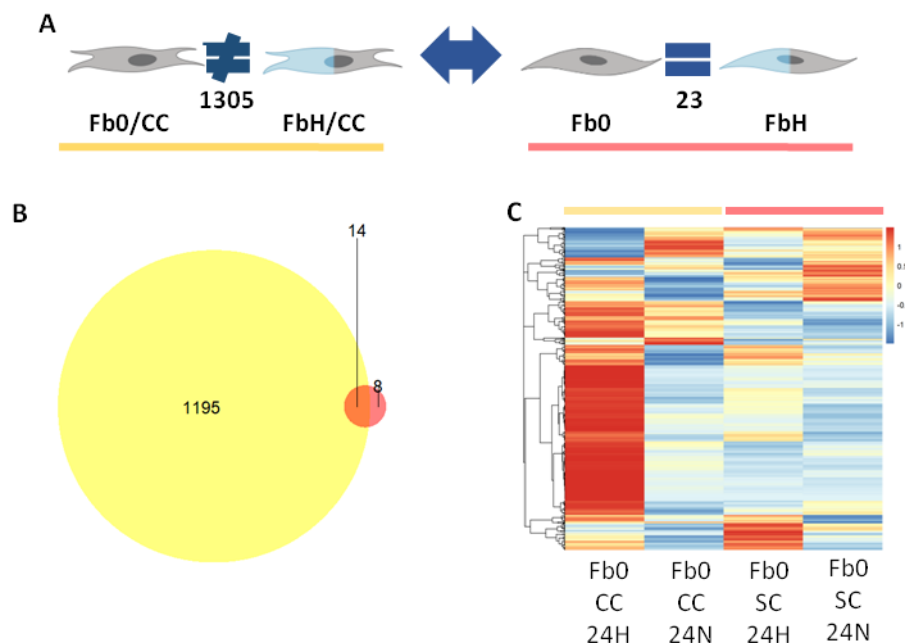 A
1305
23
Fb0/CC
FbH/CC
Fb0
FbH
B
14
8
1195
C
1
0.5
0
-0.5
-1
Fb0 Fb0 Fb0 Fb0
CC CC SC SC
24H 24N 24H 24N